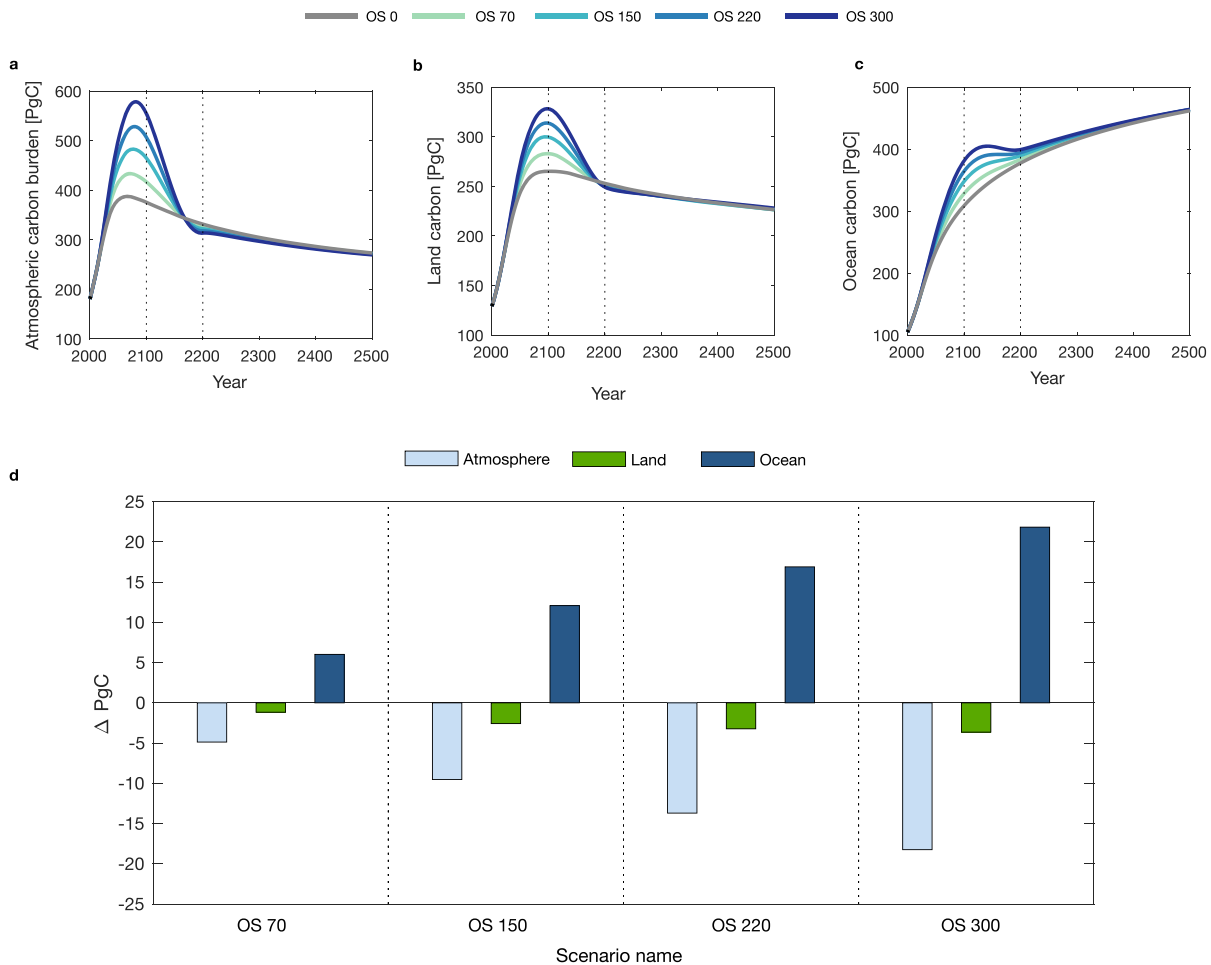 OS 0 OS 70 OS 150 OS 220 OS 300
a
Atmospheric carbon burden [PgC]
600
500
400
300
200
100
2000 2100 2200 2300 2400 2500
Year
b
Land carbon [PgC]
350
300
250
200
150
100
2000 2100 2200 2300 2400 2500
Year
c
Ocean carbon [PgC]
500
400
300
200
100
2000 2100 2200 2300 2400 2500
Year
Atmosphere Land Ocean
d
Δ PgC
25
20
15
10
5
0
-5
-10
-15
-20
-25
OS 70 OS 150 OS 220 OS 300
Scenario name